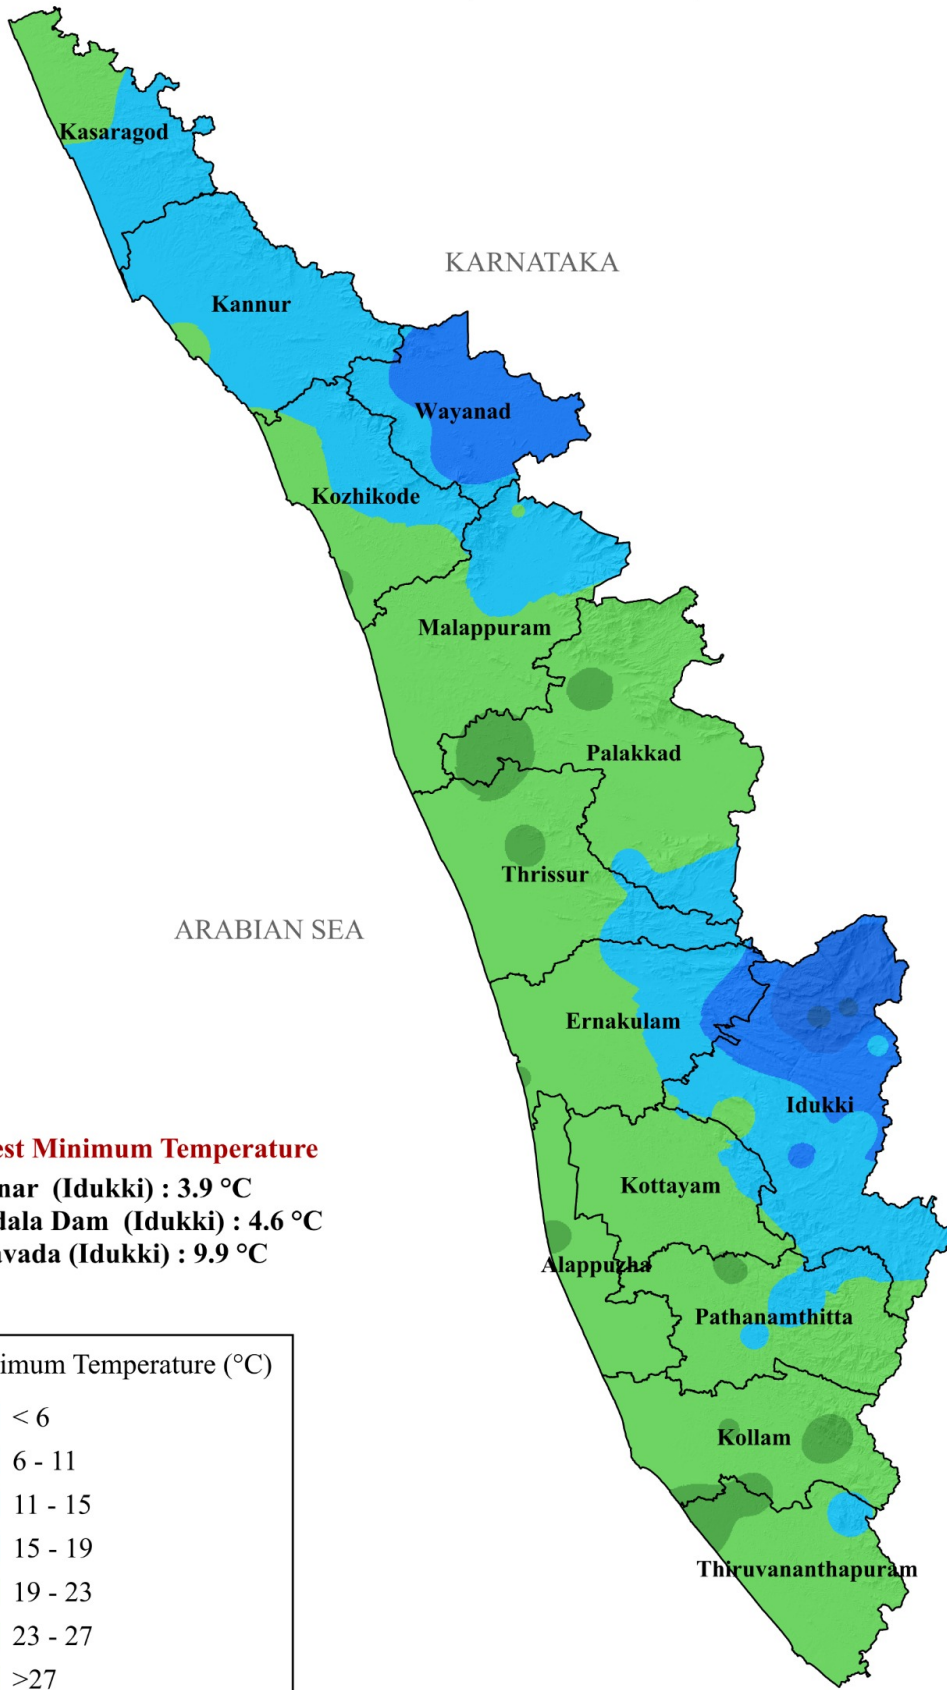 Kasaragod
KARNATAKA
Kannur
Wayanad
Kozhikode
Malappuram
Palakkad
Thrissur
ARABIAN SEA
Ernakulam
Idukki
est Minimum Temperature
nar (Idukki) : 3.9 °C
dala Dam (Idukki) : 4.6 °C
avada (Idukki) : 9.9 °C
Kottayam
Alappuzha
Pathanamthitta
Kollam
Thiruvananthapuram
imum Temperature (°C)
< 6
6 - 11
11 - 15
15 - 19
19 - 23
23 - 27
>27